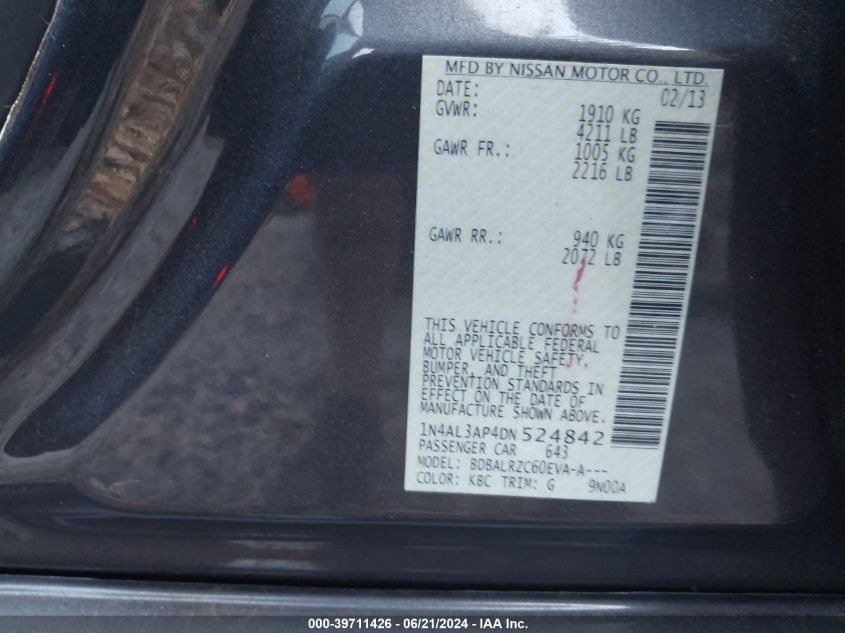 MFD BY NISSAN MOTOR CO., LTD.
DATE: 02/13
GVWR: 1910 KG
4211 LB
GAWR FR.: 1005 KG
2216 LB
GAWR RR.: 940 KG
2072 LB
THIS VEHICLE CONFORMS TO
ALL APPLICABLE FEDERAL
MOTOR VEHICLE SAFETY,
BUMPER, AND THEFT
PREVENTION STANDARDS IN
EFFECT ON THE DATE OF
MANUFACTURE SHOWN ABOVE.
1N4AL3AP4DN 524842
PASSENGER CAR 643
MODEL: BDBALRZC60EVA-A---
COLOR: KBC TRIM: G 9N00A
000-39711426 - 06/21/2024 - IAA Inc.